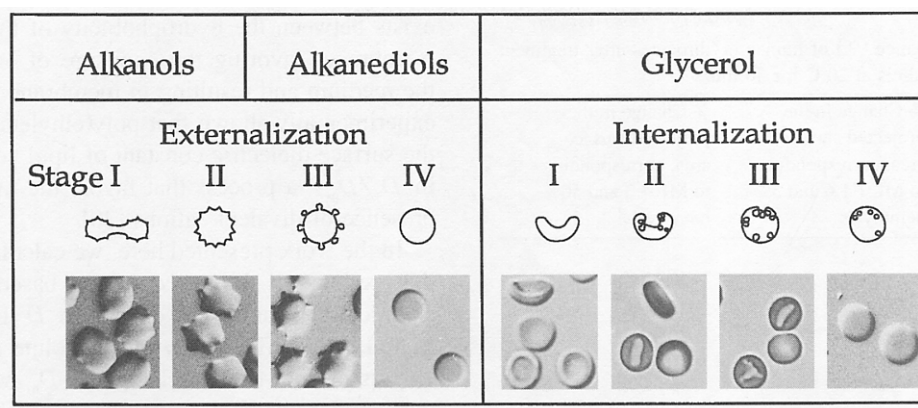 Alkanols Alkanediols Glycerol
Externalization Internalization
Stage I II III IV I II III IV